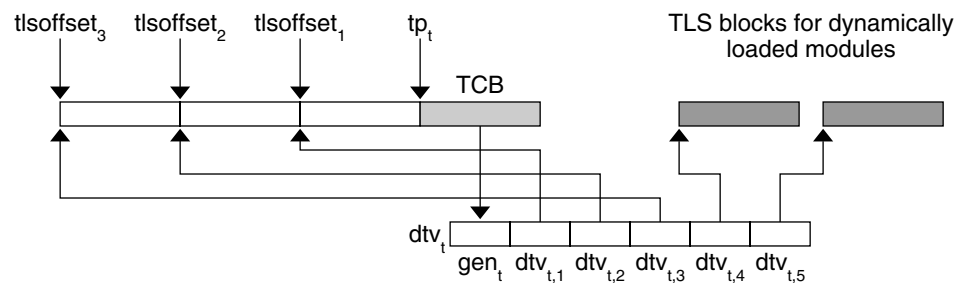 tlsoffset₃ tlsoffset₂ tlsoffset₁ tpₜ TLS blocks for dynamically
loaded modules
TCB
dtvₜ
genₜ dtvₜ,₁ dtvₜ,₂ dtvₜ,₃ dtvₜ,₄ dtvₜ,₅